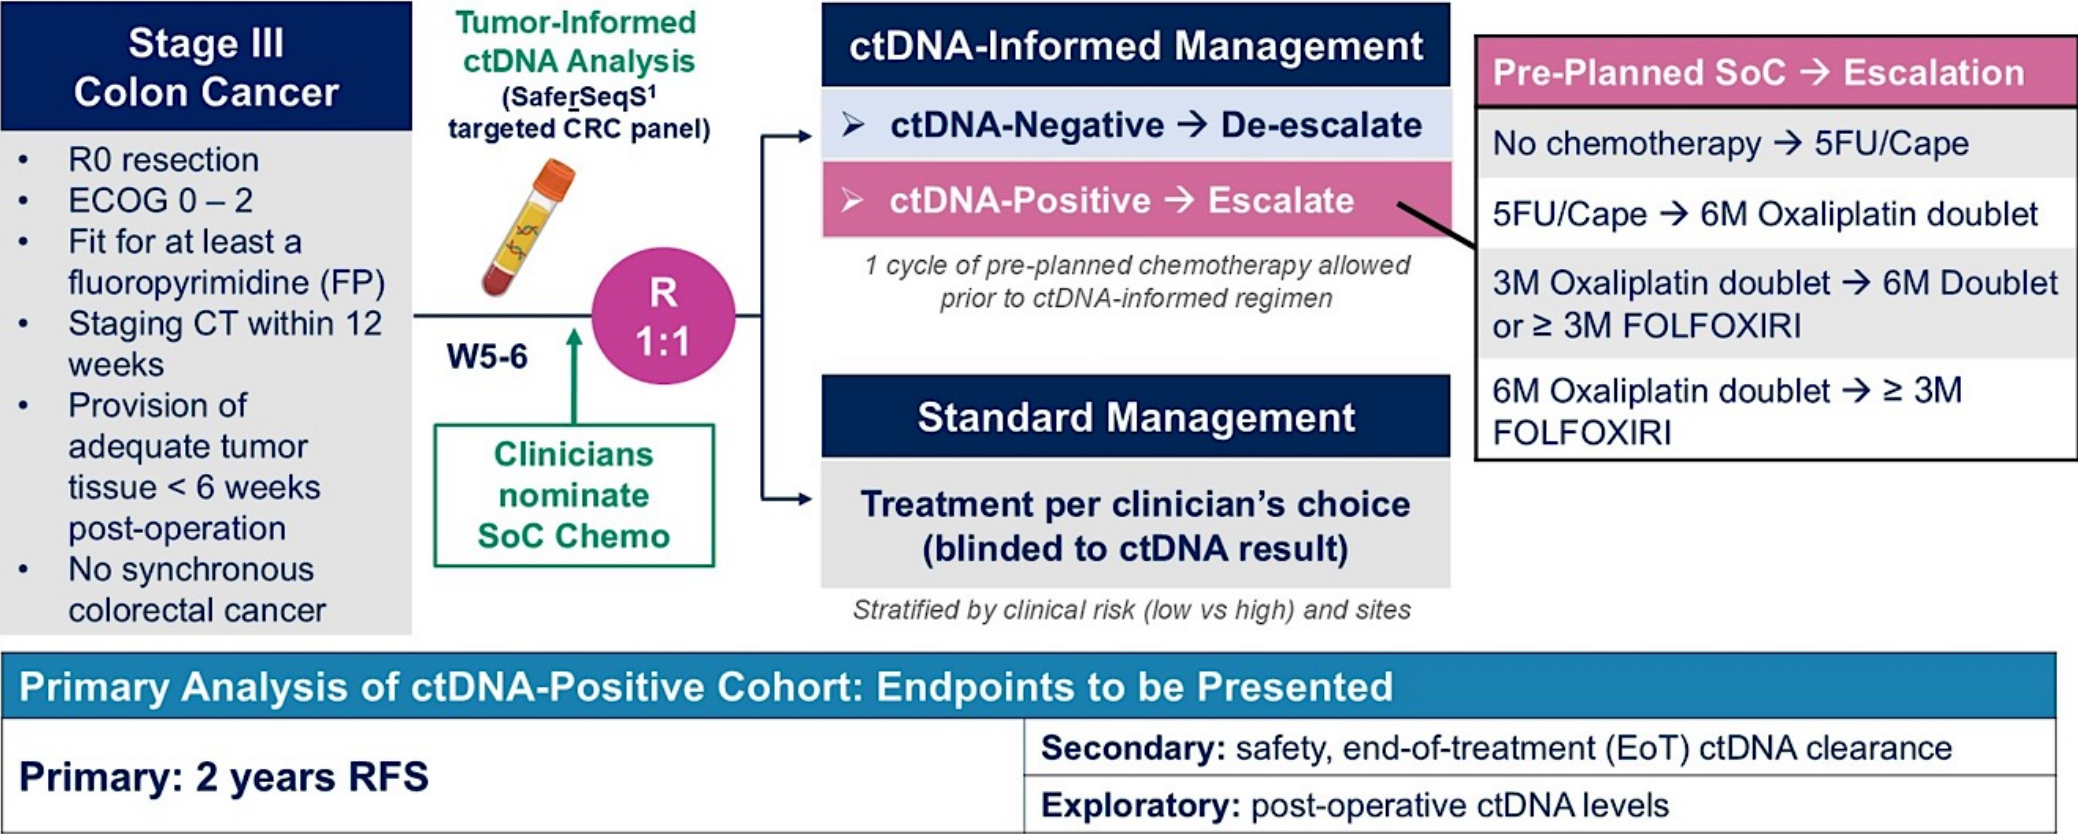 Stage III
Colon Cancer
• R0 resection
• ECOG 0 – 2
• Fit for at least a
fluoropyrimidine (FP)
• Staging CT within 12
weeks
• Provision of
adequate tumor
tissue < 6 weeks
post-operation
• No synchronous
colorectal cancer
Tumor-Informed
ctDNA Analysis
(SaferSeqS¹
targeted CRC panel)
W5-6
Clinicians
nominate
SoC Chemo
R
1:1
ctDNA-Informed Management
➢ ctDNA-Negative → De-escalate
➢ ctDNA-Positive → Escalate
1 cycle of pre-planned chemotherapy allowed
prior to ctDNA-informed regimen
Standard Management
Treatment per clinician’s choice
(blinded to ctDNA result)
Stratified by clinical risk (low vs high) and sites
Pre-Planned SoC → Escalation
No chemotherapy → 5FU/Cape
5FU/Cape → 6M Oxaliplatin doublet
3M Oxaliplatin doublet → 6M Doublet
or ≥ 3M FOLFOXIRI
6M Oxaliplatin doublet → ≥ 3M
FOLFOXIRI
Primary Analysis of ctDNA-Positive Cohort: Endpoints to be Presented
Primary: 2 years RFS
Secondary: safety, end-of-treatment (EoT) ctDNA clearance
Exploratory: post-operative ctDNA levels